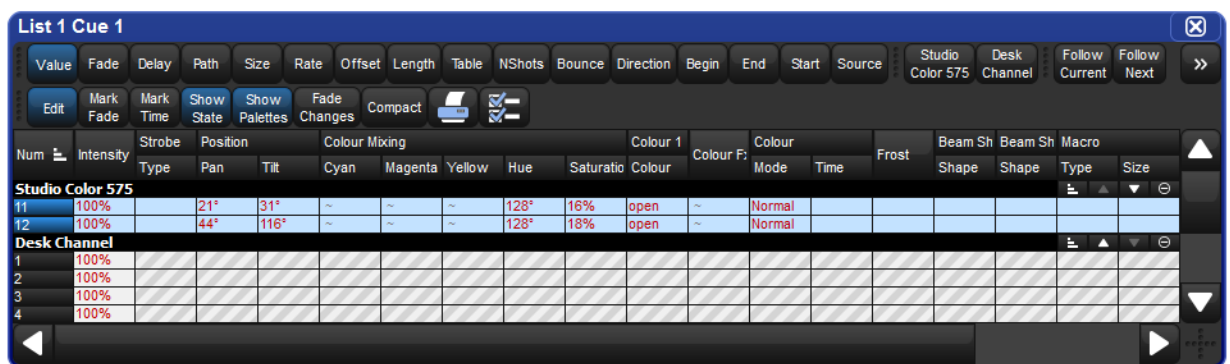 List 1 Cue 1
Value Fade Delay Path Size Rate Offset Length Table NShots Bounce Direction Begin End Start Source Studio Color 575 Desk Channel Follow Current Follow Next »
Edit Mark Fade Mark Time Show State Show Palettes Fade Changes Compact
Num Intensity Strobe Position Colour Mixing Colour 1 Colour Fx Colour Frost Beam Sh Beam Sh Macro
Type Pan Tilt Cyan Magenta Yellow Hue Saturatio Colour Mode Time Shape Shape Type Size
Studio Color 575
11 100% 21° 31° ~ ~ ~ 128° 16% open ~ Normal
12 100% 44° 116° ~ ~ ~ 128° 18% open ~ Normal
Desk Channel
1 100%
2 100%
3 100%
4 100%